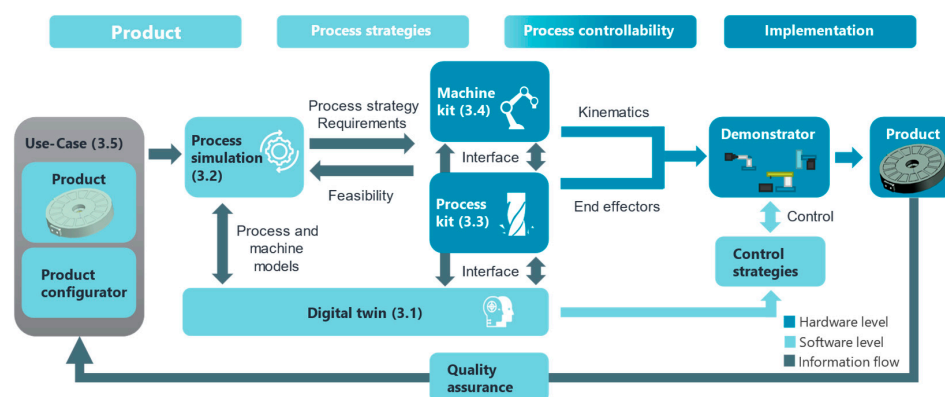 Product
Process strategies
Process controllability
Implementation
Use-Case (3.5)
Product
Product
configurator
Process
simulation
(3.2)
Process strategy
Requirements
Feasibility
Process and
machine
models
Machine
kit (3.4)
Interface
Process
kit (3.3)
Interface
Digital twin (3.1)
Kinematics
End effectors
Demonstrator
Product
Control
Control
strategies
Hardware level
Software level
Information flow
Quality
assurance